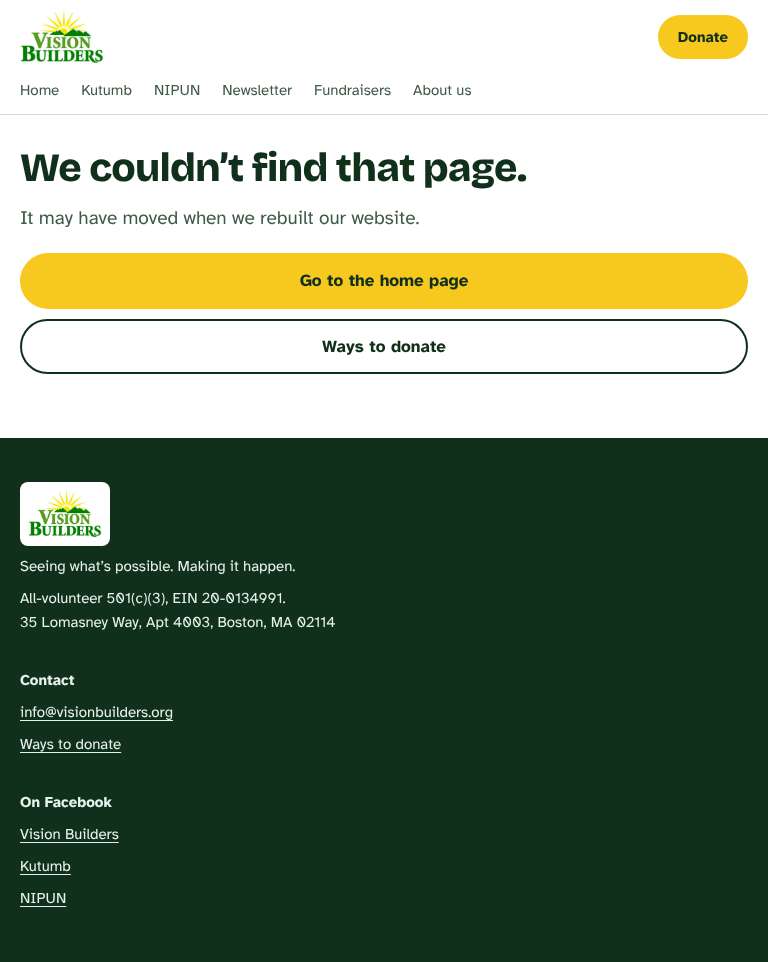 VISION
BUILDERS
Donate
Home Kutumb NIPUN Newsletter Fundraisers About us
We couldn’t find that page.
It may have moved when we rebuilt our website.
Go to the home page
Ways to donate
VISION
BUILDERS
Seeing what’s possible. Making it happen.
All-volunteer 501(c)(3), EIN 20-0134991.
35 Lomasney Way, Apt 4003, Boston, MA 02114
Contact
info@visionbuilders.org
Ways to donate
On Facebook
Vision Builders
Kutumb
NIPUN